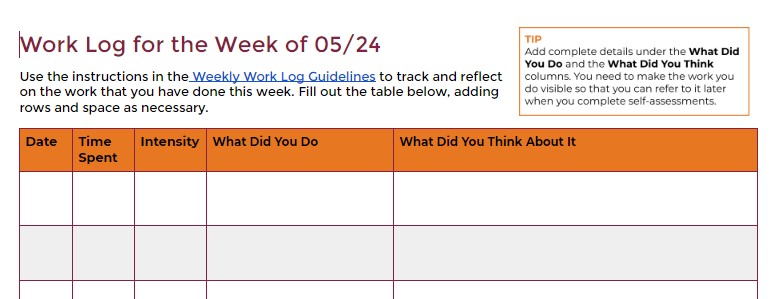 Work Log for the Week of 05/24
Use the instructions in the Weekly Work Log Guidelines to track and reflect
on the work that you have done this week. Fill out the table below, adding
rows and space as necessary.
TIP
Add complete details under the What Did
You Do and the What Did You Think
columns. You need to make the work you
do visible so that you can refer to it later
when you complete self-assessments.
Date
Time
Spent
Intensity
What Did You Do
What Did You Think About It